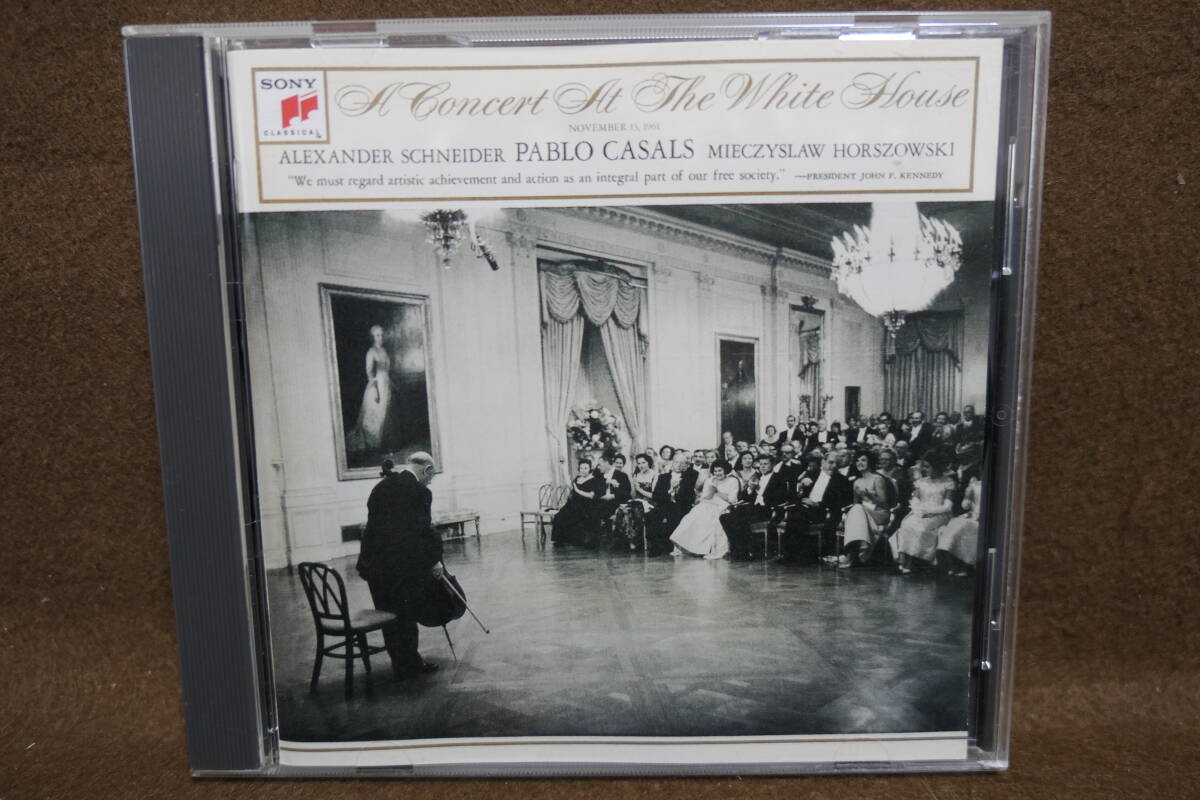 SONY
CLASSICAL
A Concert At The White House
NOVEMBER 13, 1961
ALEXANDER SCHNEIDER PABLO CASALS MIECZYSLAW HORSZOWSKI
"We must regard artistic achievement and action as an integral part of our free society." —PRESIDENT JOHN F. KENNEDY